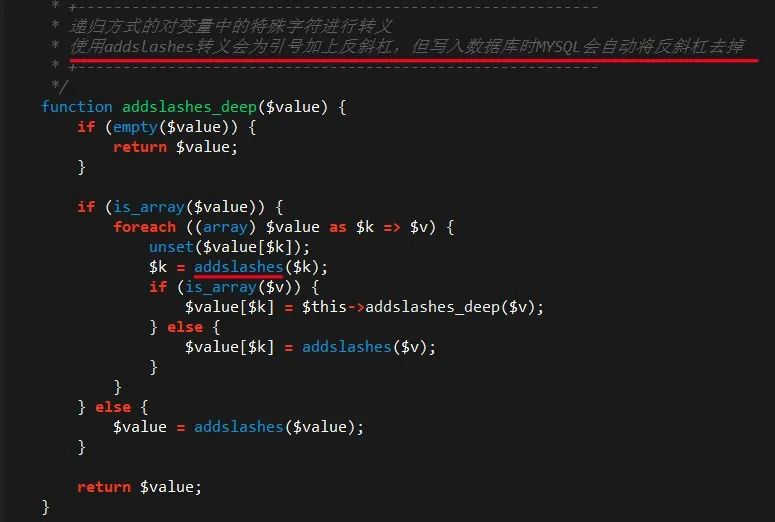 * +----------------------------------------------------------
* 递归方式的对变量中的特殊字符进行转义
* 使用addslashes转义会为引号加上反斜杠，但写入数据库时MYSQL会自动将反斜杠去掉
* +----------------------------------------------------------
*/
function addslashes_deep($value) {
if (empty($value)) {
return $value;
}
if (is_array($value)) {
foreach ((array) $value as $k => $v) {
unset($value[$k]);
$k = addslashes($k);
if (is_array($v)) {
$value[$k] = $this->addslashes_deep($v);
} else {
$value[$k] = addslashes($v);
}
}
} else {
$value = addslashes($value);
}
return $value;
}